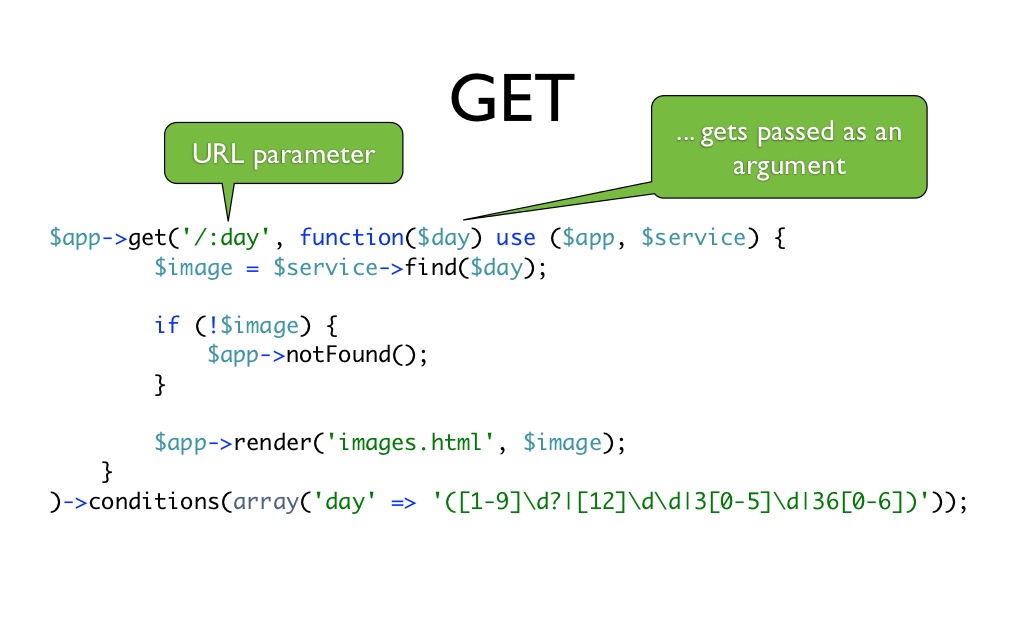 GET
URL parameter
... gets passed as an
argument
$app->get('/:day', function($day) use ($app, $service) {
        $image = $service->find($day);
        if (!$image) {
            $app->notFound();
        }
        $app->render('images.html', $image);
    }
)->conditions(array('day' => '([1-9]\d?|[12]\d\d|3[0-5]\d|36[0-6])'));